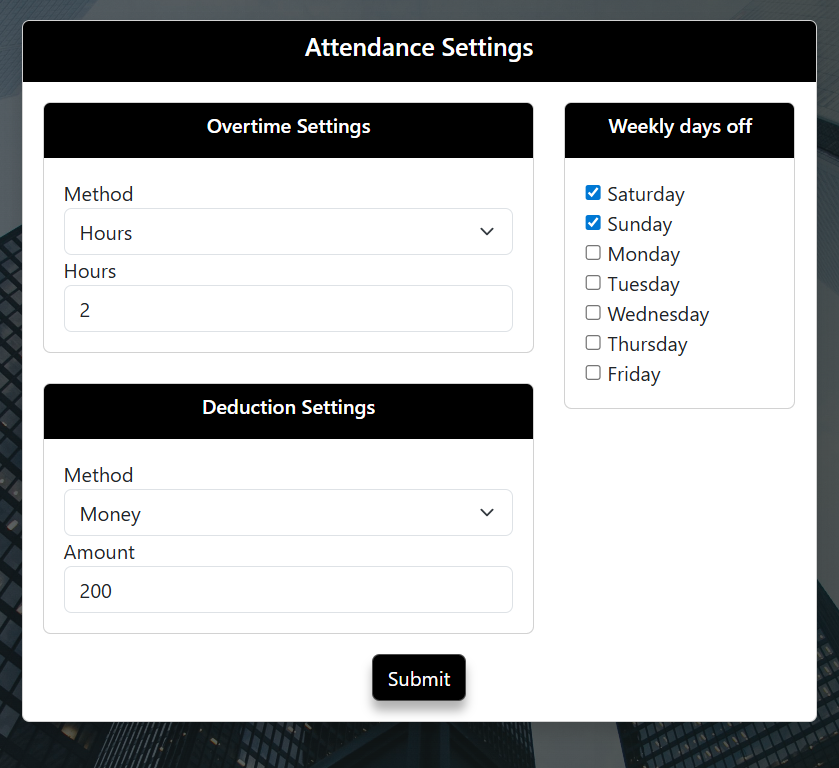 Attendance Settings
Overtime Settings
Method
Hours
Hours
2
Deduction Settings
Method
Money
Amount
200
Weekly days off
Saturday
Sunday
Monday
Tuesday
Wednesday
Thursday
Friday
Submit